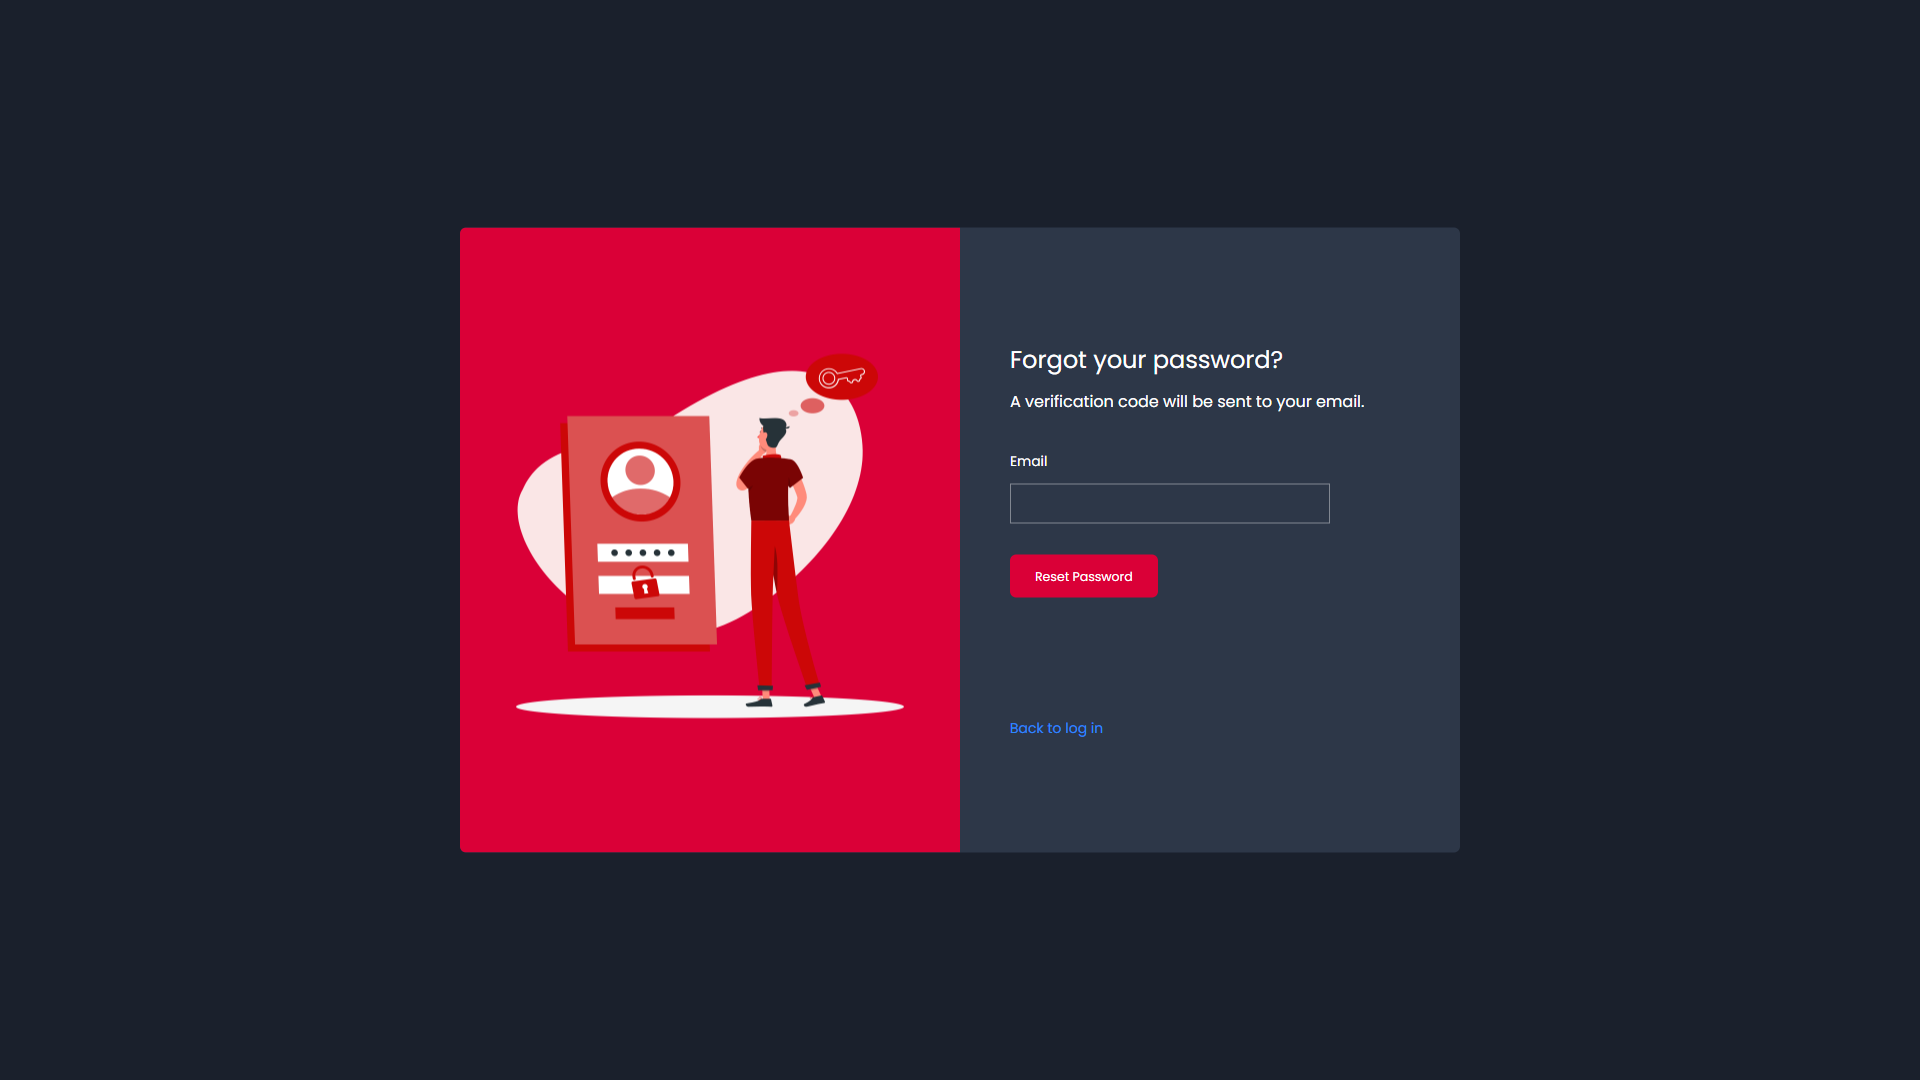 Forgot your password?
A verification code will be sent to your email.
Email
Reset Password
Back to log in